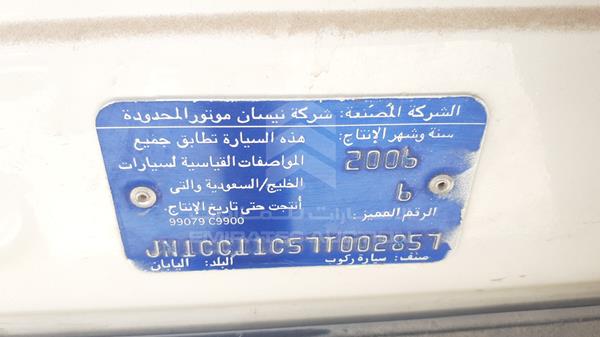 الشركة المُصَنعه: شركة نيسان موتور المحدودة
سنة وشهر الإنتاج:
2006
6
هذه السيارة تطابق جميع
المواصفات القياسية لسيارات
الخليج/السعودية والتى
أنتجت حتى تاريخ الإنتاج.
99079 C9900
الرقم المميز:
JN1CC11C57T002857
صنف: سيارة ركوب
البلد: اليابان